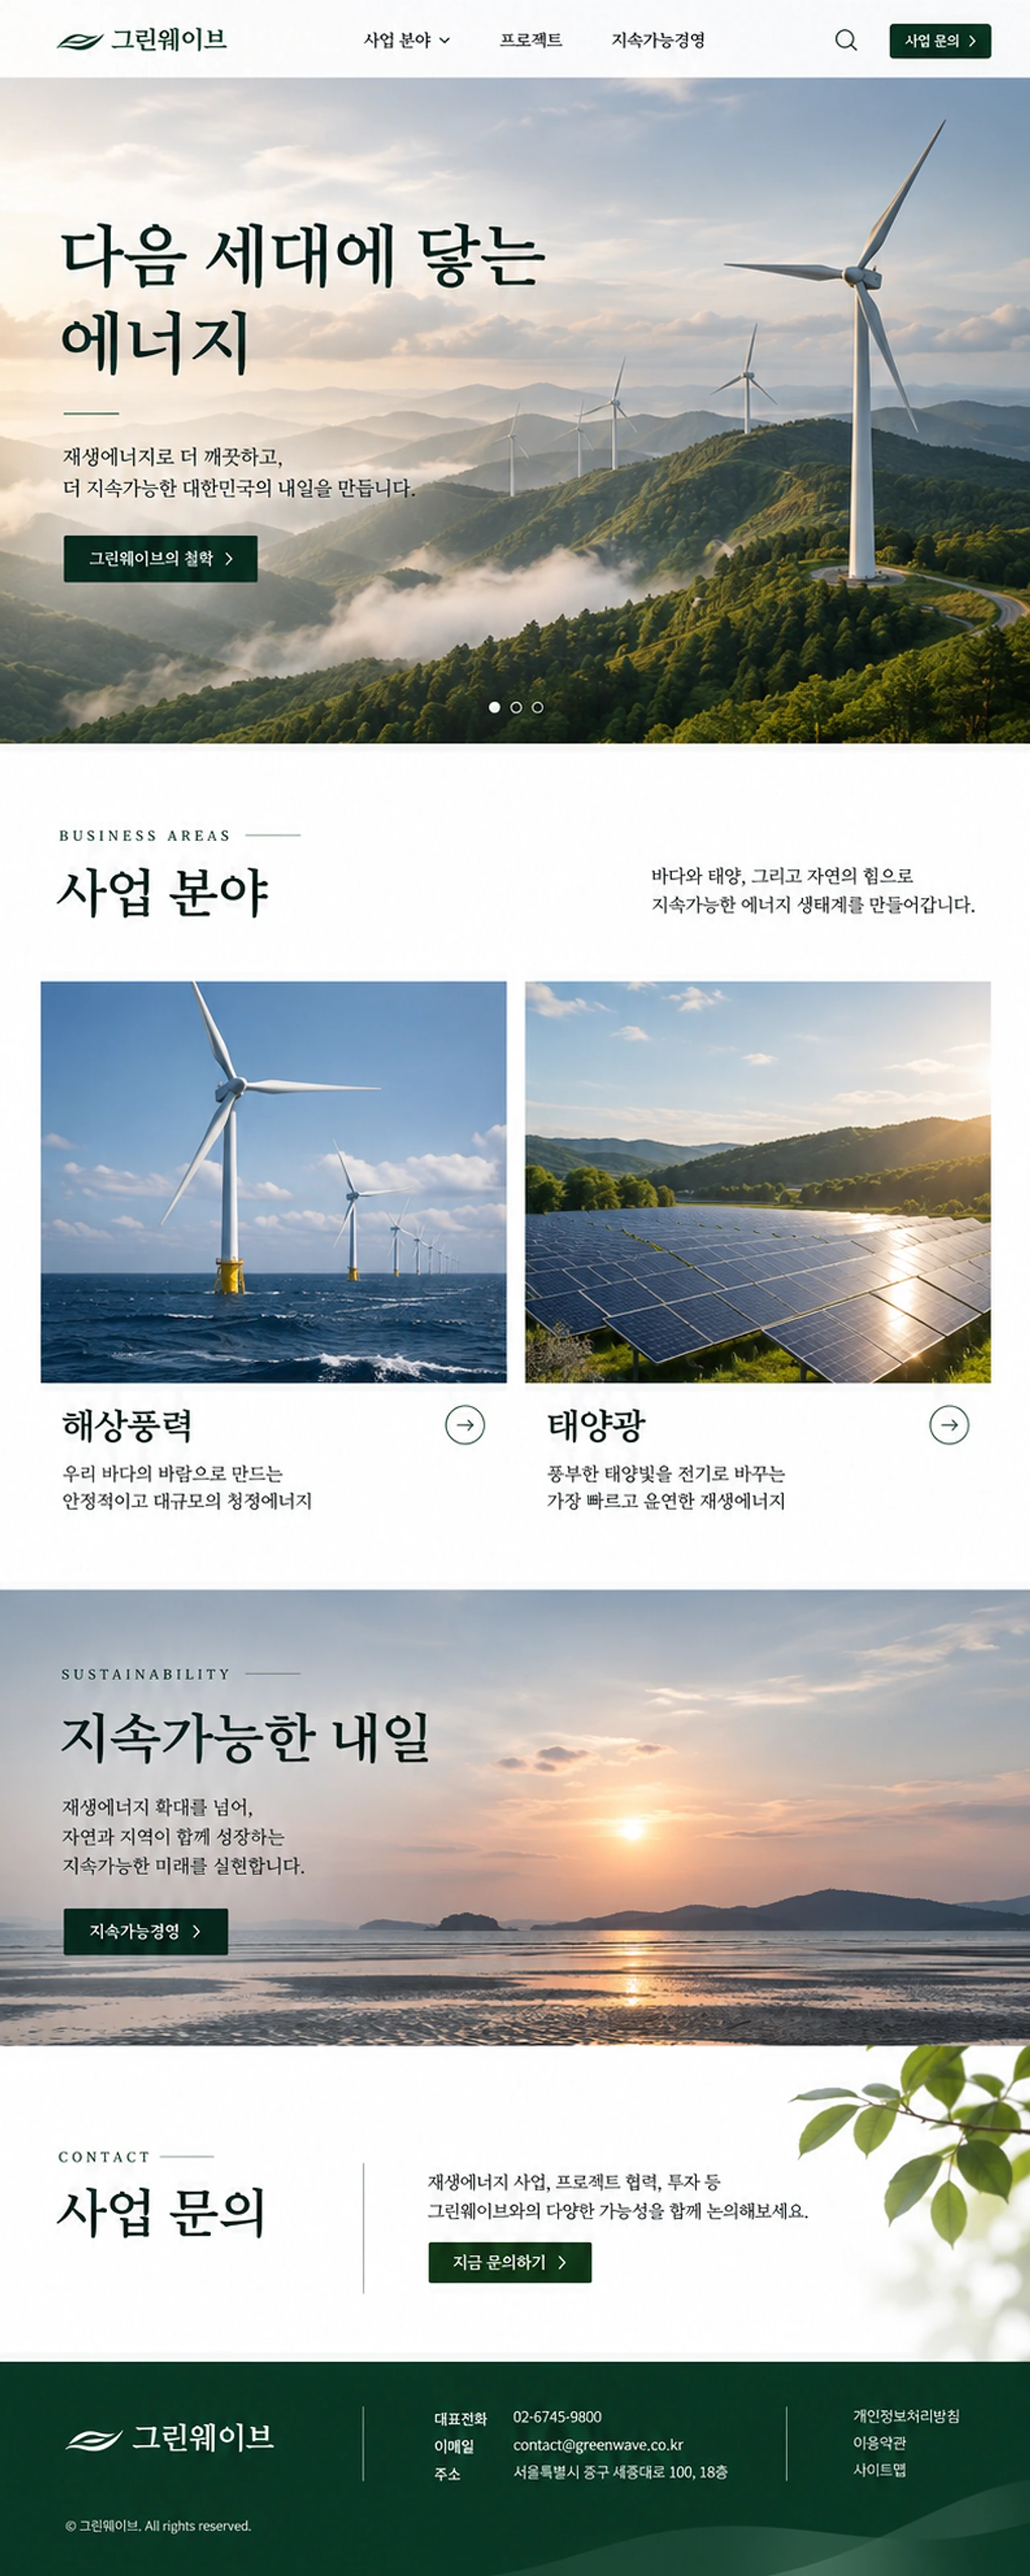 그린웨이브
사업 분야
프로젝트
지속가능경영
사업 문의
다음 세대에 닿는
에너지
재생에너지로 더 깨끗하고,
더 지속가능한 대한민국의 내일을 만듭니다.
그린웨이브의 철학
BUSINESS AREAS
사업 분야
바다와 태양, 그리고 자연의 힘으로
지속가능한 에너지 생태계를 만들어갑니다.
해상풍력
우리 바다의 바람으로 만드는
안정적이고 대규모의 청정에너지
태양광
풍부한 태양빛을 전기로 바꾸는
가장 빠르고 유연한 재생에너지
SUSTAINABILITY
지속가능한 내일
재생에너지 확대를 넘어,
자연과 지역이 함께 성장하는
지속가능한 미래를 실현합니다.
지속가능경영
CONTACT
사업 문의
재생에너지 사업, 프로젝트 협력, 투자 등
그린웨이브와의 다양한 가능성을 함께 논의해보세요.
지금 문의하기
그린웨이브
대표전화 02-6745-9800
이메일 contact@greenwave.co.kr
주소 서울특별시 중구 세종대로 100, 18층
개인정보처리방침
이용약관
사이트맵
© 그린웨이브. All rights reserved.